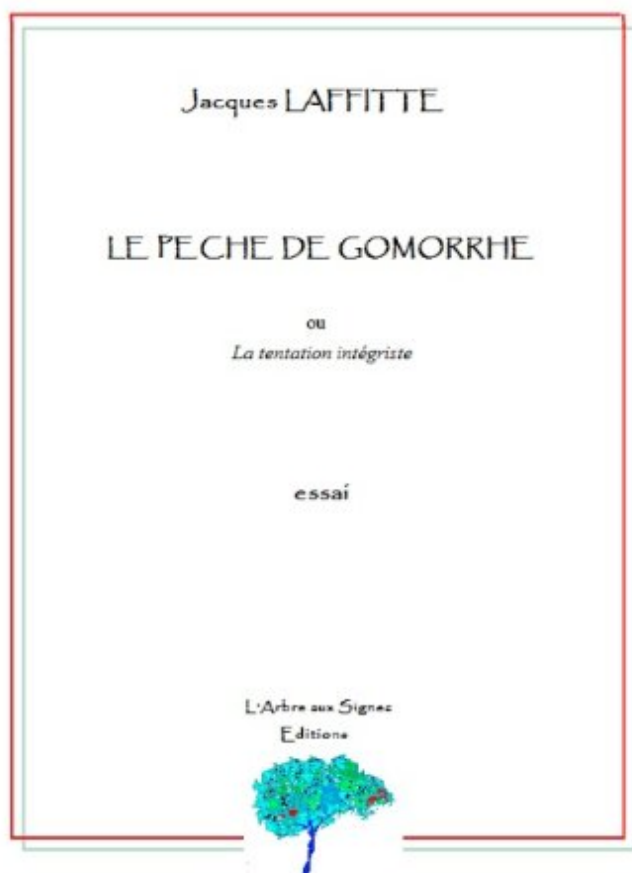 Jacques LAFFITTE
LE PECHE DE GOMORRHE
ou
La tentation intégriste
essai
L'Arbre aux Signes
Editions